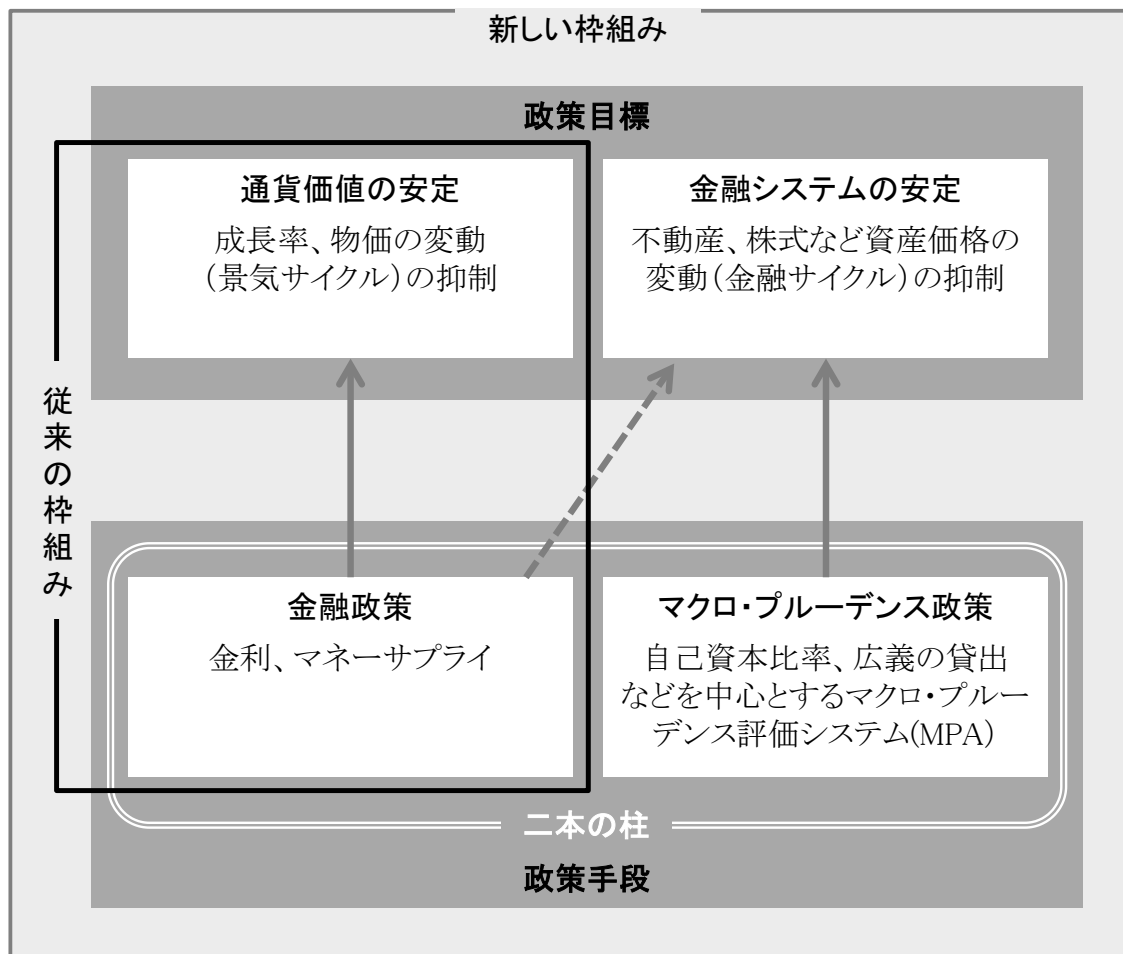 新しい枠組み
政策目標
通貨価値の安定
成長率、物価の変動
（景気サイクル）の抑制
金融システムの安定
不動産、株式など資産価格の
変動（金融サイクル）の抑制
従来の枠組み
金融政策
金利、マネーサプライ
マクロ・プルーデンス政策
自己資本比率、広義の貸出
などを中心とするマクロ・プルー
デンス評価システム(MPA）
二本の柱
政策手段